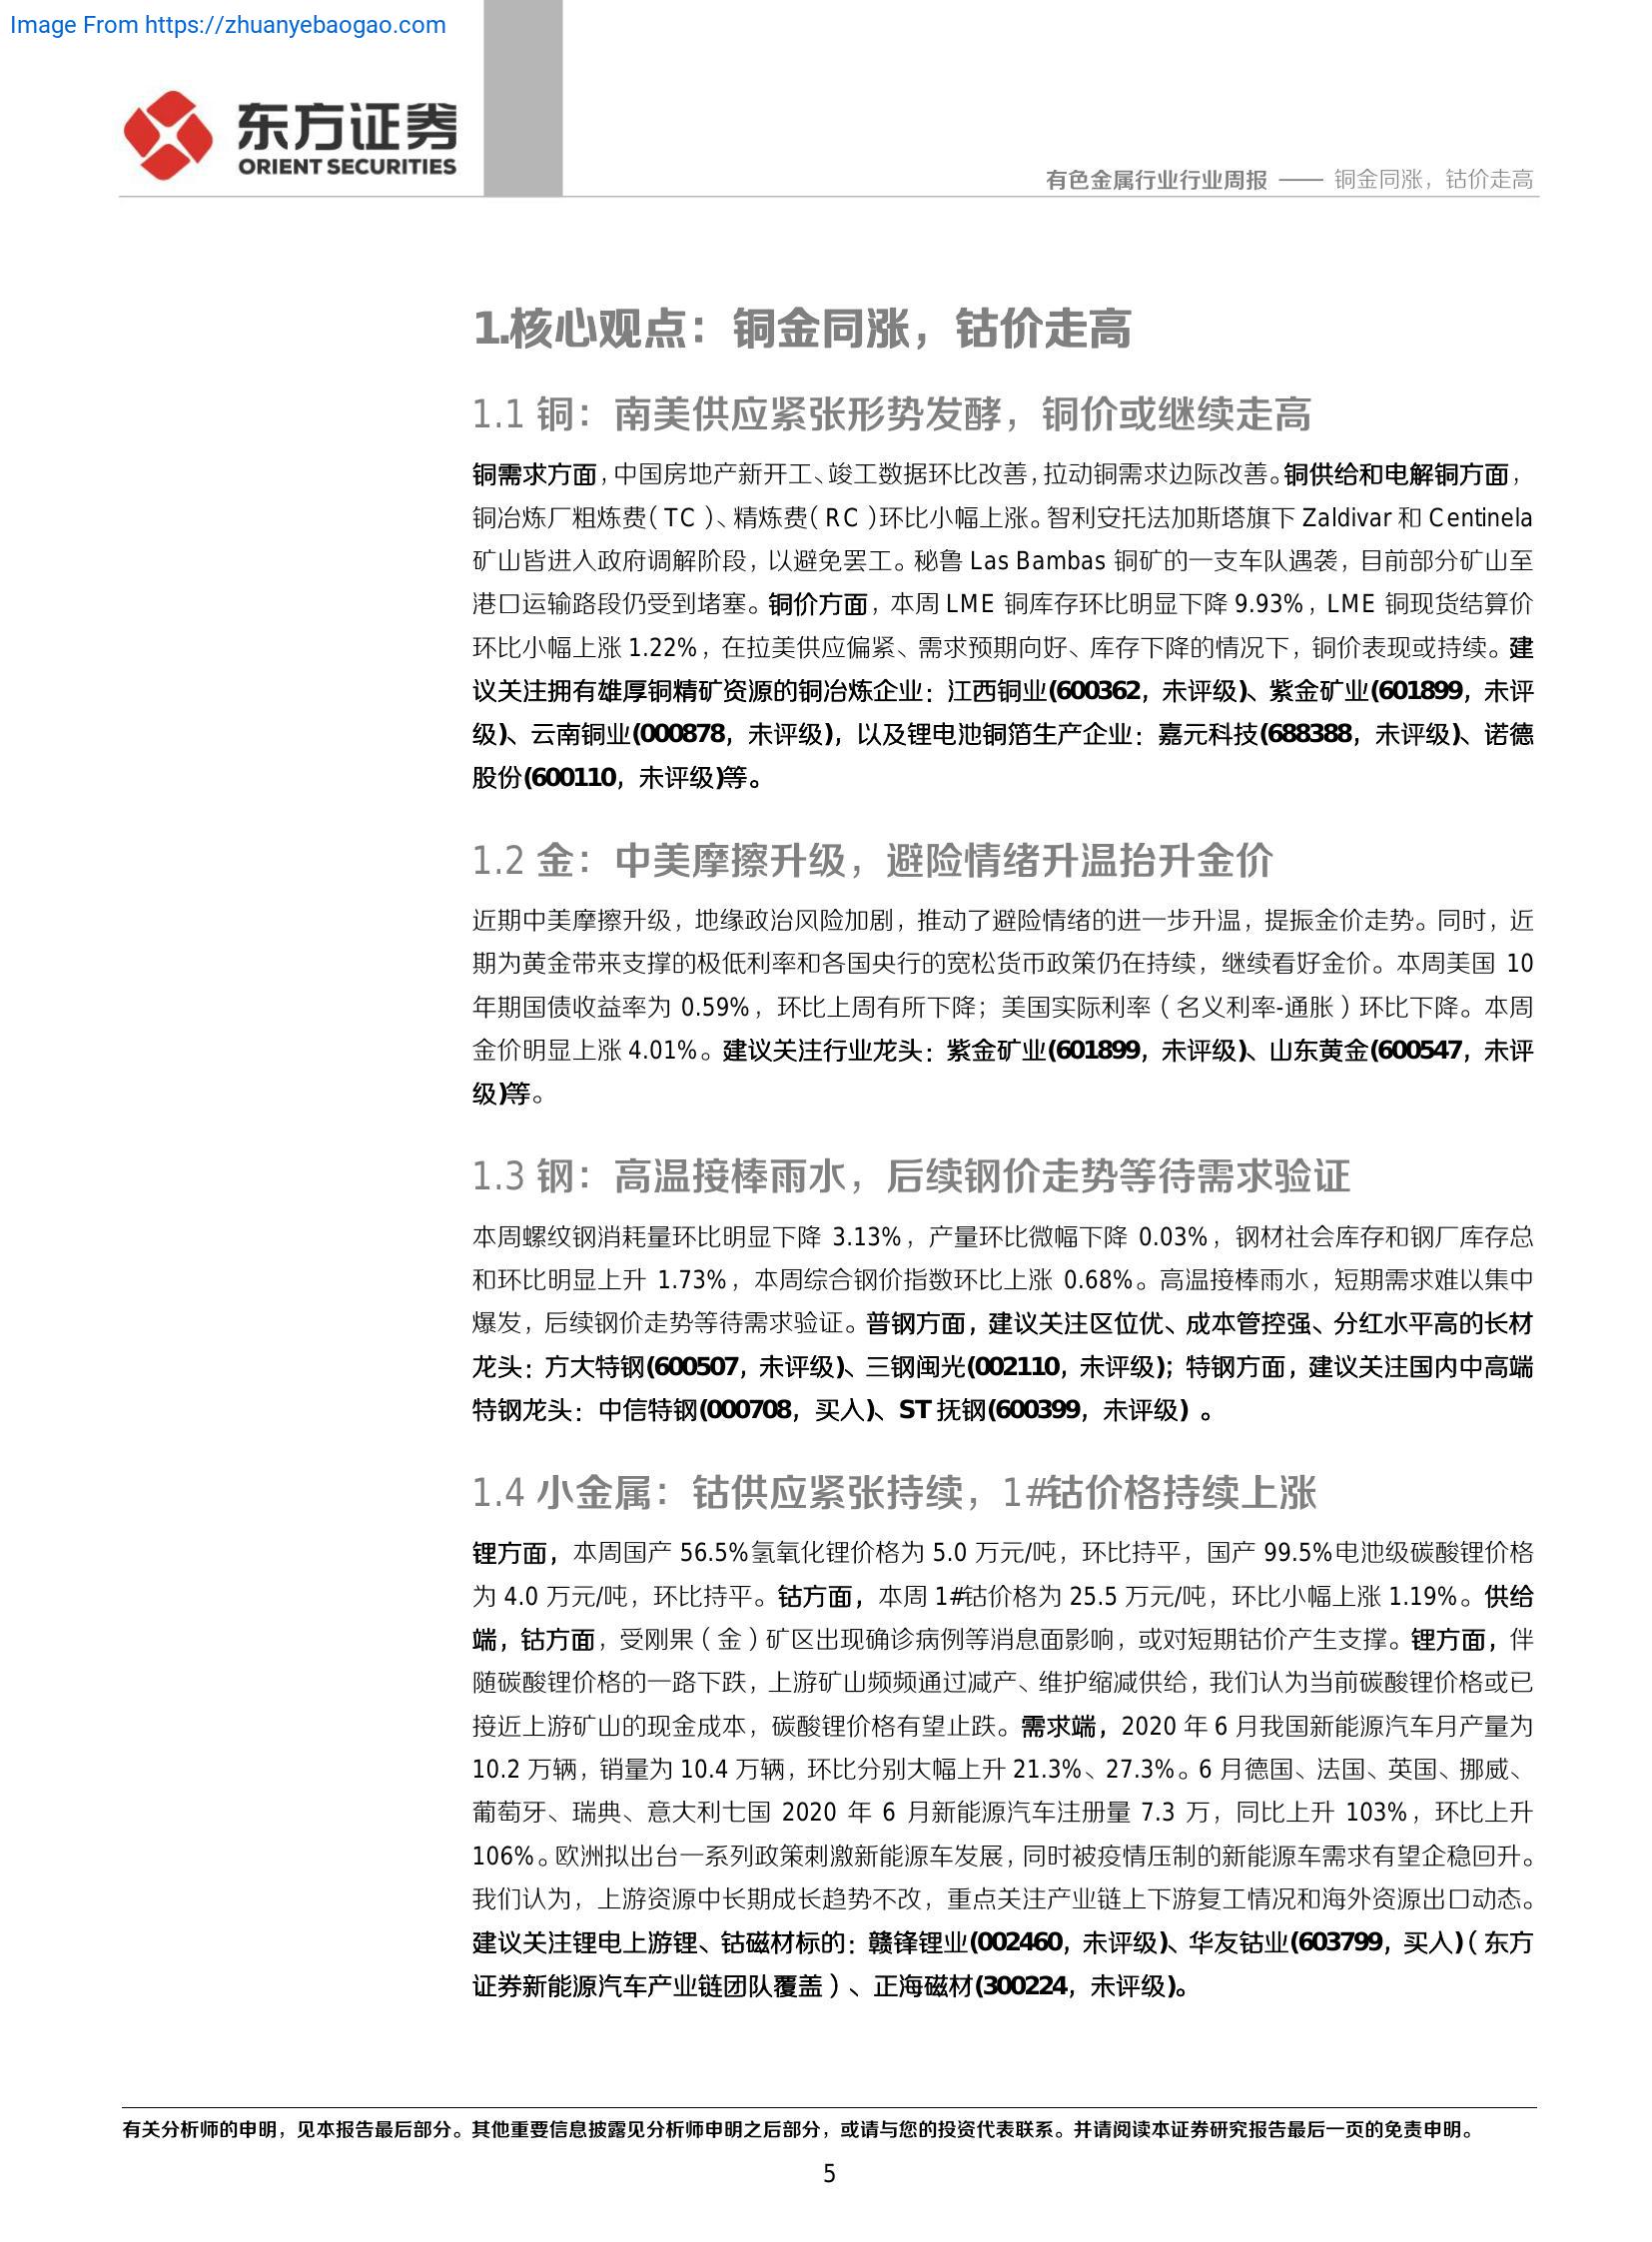 Image From https://zhuanyebaogao.com
东方证券
ORIENT SECURITIES
有色金属行业行业周报 —— 铜金同涨，钴价走高
1.核心观点：铜金同涨，钴价走高
1.1 铜：南美供应紧张形势发酵，铜价或继续走高
铜需求方面，中国房地产新开工、竣工数据环比改善，拉动铜需求边际改善。铜供给和电解铜方面，
铜冶炼厂粗炼费（TC）、精炼费（RC）环比小幅上涨。智利安托法加斯塔旗下 Zaldivar 和 Centinela
矿山皆进入政府调解阶段，以避免罢工。秘鲁 Las Bambas 铜矿的一支车队遇袭，目前部分矿山至
港口运输路段仍受到堵塞。铜价方面，本周 LME 铜库存环比明显下降 9.93%，LME 铜现货结算价
环比小幅上涨 1.22%，在拉美供应偏紧、需求预期向好、库存下降的情况下，铜价表现或持续。建
议关注拥有雄厚铜精矿资源的铜冶炼企业：江西铜业(600362，未评级)、紫金矿业(601899，未评
级)、云南铜业(000878，未评级)，以及锂电池铜箔生产企业：嘉元科技(688388，未评级)、诺德
股份(600110，未评级)等。
1.2 金：中美摩擦升级，避险情绪升温抬升金价
近期中美摩擦升级，地缘政治风险加剧，推动了避险情绪的进一步升温，提振金价走势。同时，近
期为黄金带来支撑的极低利率和各国央行的宽松货币政策仍在持续，继续看好金价。本周美国 10
年期国债收益率为 0.59%，环比上周有所下降；美国实际利率（名义利率-通胀）环比下降。本周
金价明显上涨 4.01%。建议关注行业龙头：紫金矿业(601899，未评级)、山东黄金(600547，未评
级)等。
1.3 钢：高温接棒雨水，后续钢价走势等待需求验证
本周螺纹钢消耗量环比明显下降 3.13%，产量环比微幅下降 0.03%，钢材社会库存和钢厂库存总
和环比明显上升 1.73%，本周综合钢价指数环比上涨 0.68%。高温接棒雨水，短期需求难以集中
爆发，后续钢价走势等待需求验证。普钢方面，建议关注区位优、成本管控强、分红水平高的长材
龙头：方大特钢(600507，未评级)、三钢闽光(002110，未评级)；特钢方面，建议关注国内中高端
特钢龙头：中信特钢(000708，买入)、ST 抚钢(600399，未评级) 。
1.4 小金属：钴供应紧张持续，1#钴价格持续上涨
锂方面，本周国产 56.5%氢氧化锂价格为 5.0 万元/吨，环比持平，国产 99.5%电池级碳酸锂价格
为 4.0 万元/吨，环比持平。钴方面，本周 1#钴价格为 25.5 万元/吨，环比小幅上涨 1.19%。供给
端，钴方面，受刚果（金）矿区出现确诊病例等消息面影响，或对短期钴价产生支撑。锂方面，伴
随碳酸锂价格的一路下跌，上游矿山频频通过减产、维护缩减供给，我们认为当前碳酸锂价格或已
接近上游矿山的现金成本，碳酸锂价格有望止跌。需求端，2020 年 6 月我国新能源汽车月产量为
10.2 万辆，销量为 10.4 万辆，环比分别大幅上升 21.3%、27.3%。6 月德国、法国、英国、挪威、
葡萄牙、瑞典、意大利七国 2020 年 6 月新能源汽车注册量 7.3 万，同比上升 103%，环比上升
106%。欧洲拟出台一系列政策刺激新能源车发展，同时被疫情压制的新能源车需求有望企稳回升。
我们认为，上游资源中长期成长趋势不改，重点关注产业链上下游复工情况和海外资源出口动态。
建议关注锂电上游锂、钴磁材标的：赣锋锂业(002460，未评级)、华友钴业(603799，买入)（东方
证券新能源汽车产业链团队覆盖）、正海磁材(300224，未评级)。
有关分析师的申明，见本报告最后部分。其他重要信息披露见分析师申明之后部分，或请与您的投资代表联系。并请阅读本证券研究报告最后一页的免责申明。
5